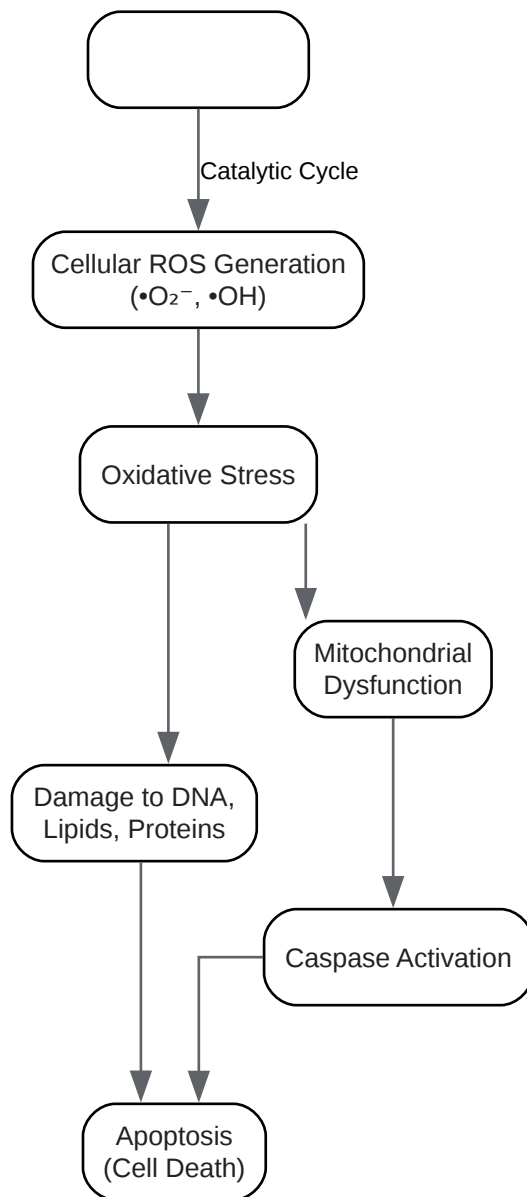 Catalytic Cycle
Cellular ROS Generation
(•O₂⁻, •OH)
Oxidative Stress
Mitochondrial
Dysfunction
Damage to DNA,
Lipids, Proteins
Caspase Activation
Apoptosis
(Cell Death)